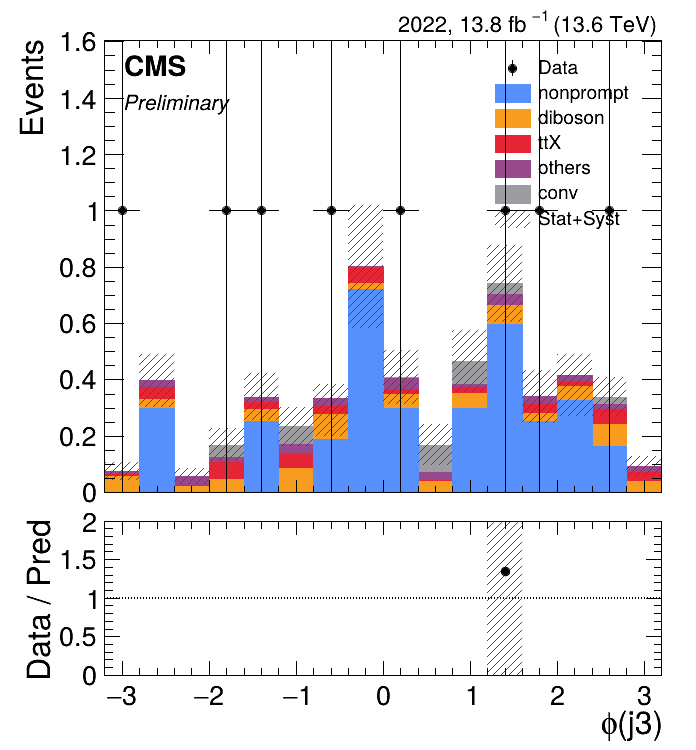 2022, 13.8 fb⁻¹ (13.6 TeV)
CMS
Preliminary
Events
1.6
1.4
1.2
1
0.8
0.6
0.4
0.2
0
Data
nonprompt
diboson
ttX
others
conv
Stat+Syst
Data / Pred
2
1.5
1
0.5
0
−3 −2 −1 0 1 2 3
ϕ(j3)